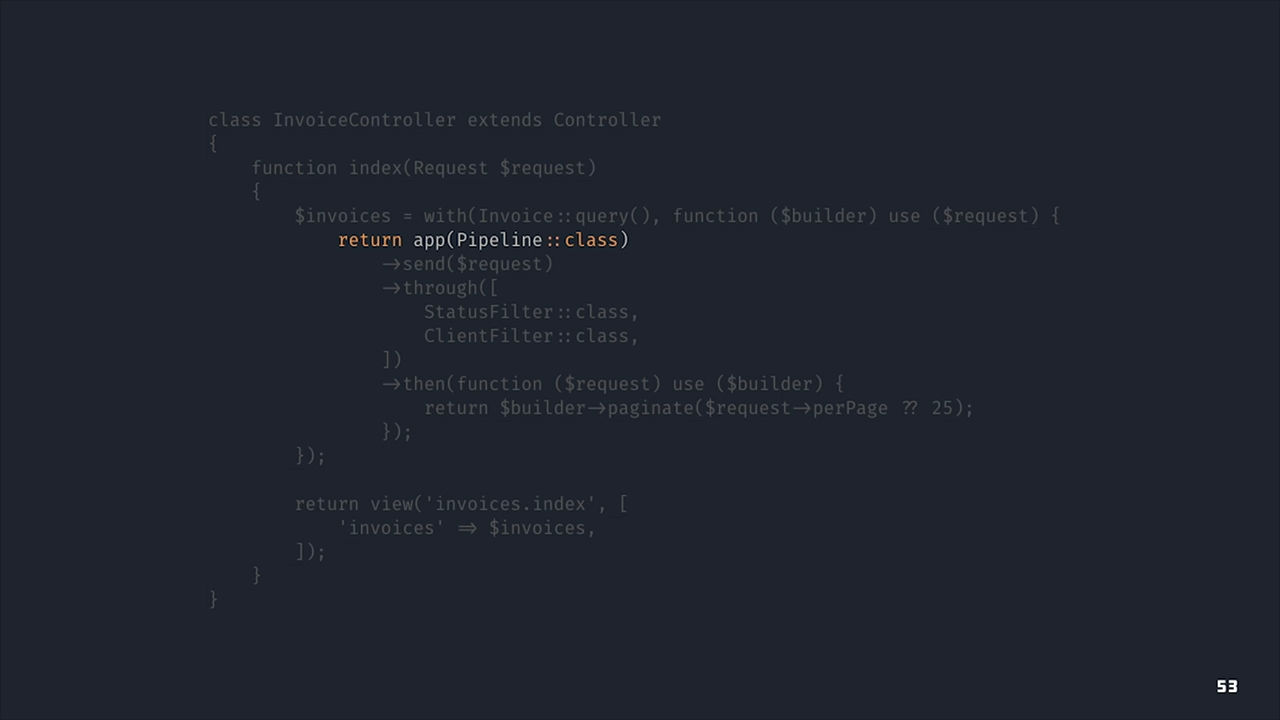 class InvoiceController extends Controller
{
    function index(Request $request)
    {
        $invoices = with(Invoice::query(), function ($builder) use ($request) {
            return app(Pipeline::class)
                ->send($request)
                ->through([
                    StatusFilter::class,
                    ClientFilter::class,
                ])
                ->then(function ($request) use ($builder) {
                    return $builder->paginate($request->perPage ?? 25);
                });
        });

        return view('invoices.index', [
            'invoices' => $invoices,
        ]);
    }
}
53